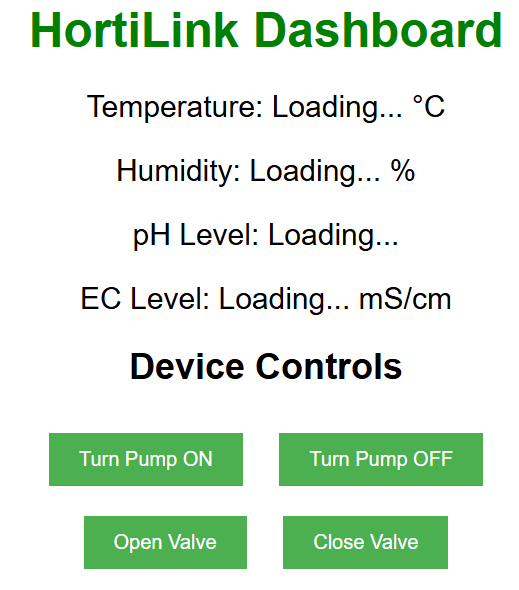 HortiLink Dashboard
Temperature: Loading... °C
Humidity: Loading... %
pH Level: Loading...
EC Level: Loading... mS/cm
Device Controls
Turn Pump ON Turn Pump OFF
Open Valve Close Valve